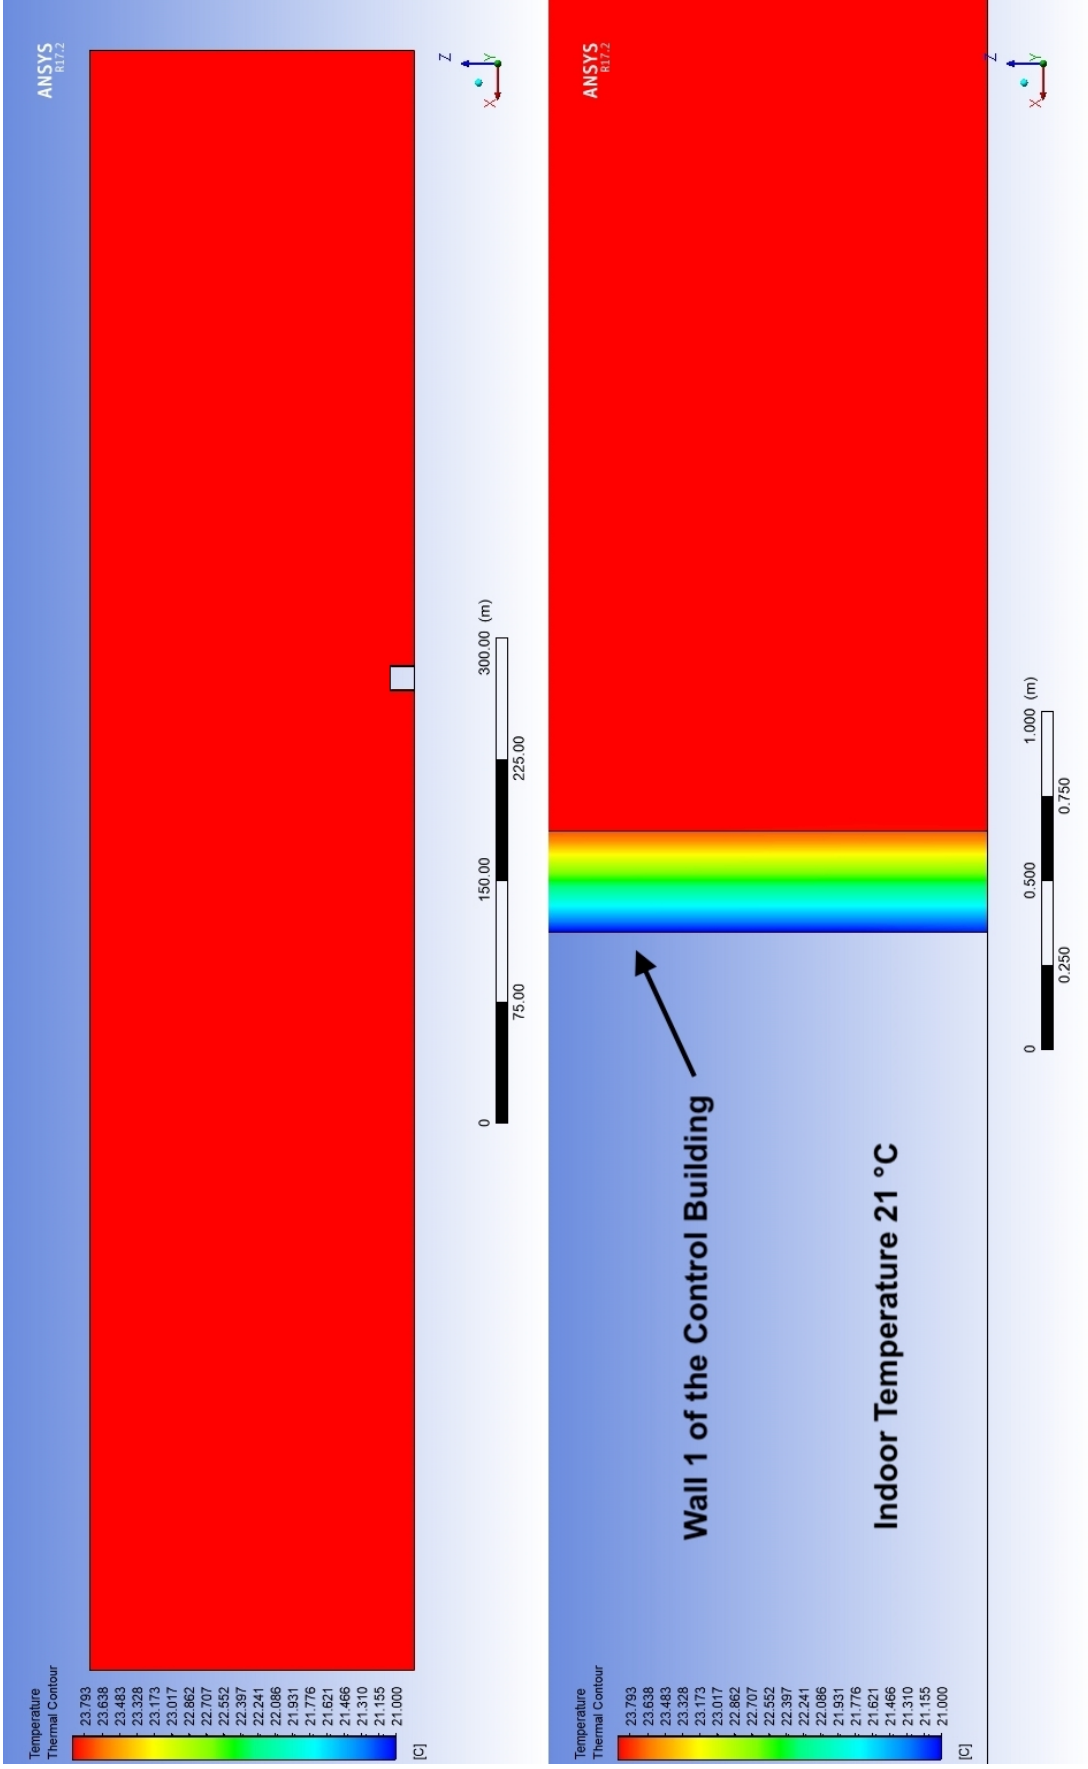 Temperature
Thermal Contour
23.793
23.638
23.483
23.328
23.173
23.017
22.862
22.707
22.552
22.397
22.241
22.086
21.931
21.776
21.621
21.466
21.310
21.155
21.000
[C]
ANSYS
R17.2
0
150.00
300.00 (m)
75.00
225.00
Z
Y
X
Temperature
Thermal Contour
23.793
23.638
23.483
23.328
23.173
23.017
22.862
22.707
22.552
22.397
22.241
22.086
21.931
21.776
21.621
21.466
21.310
21.155
21.000
[C]
ANSYS
R17.2
Wall 1 of the Control Building
Indoor Temperature 21 °C
0
0.500
1.000 (m)
0.250
0.750
Z
Y
X